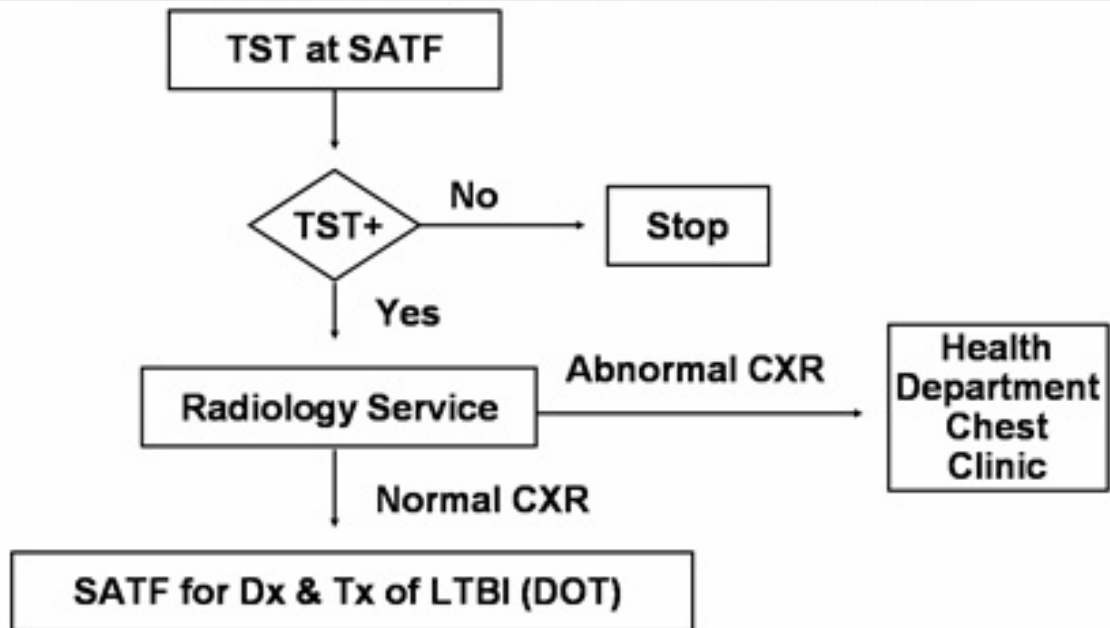 TST at SATF
TST+
No
Stop
Yes
Radiology Service
Abnormal CXR
Health
Department
Chest
Clinic
Normal CXR
SATF for Dx & Tx of LTBI (DOT)